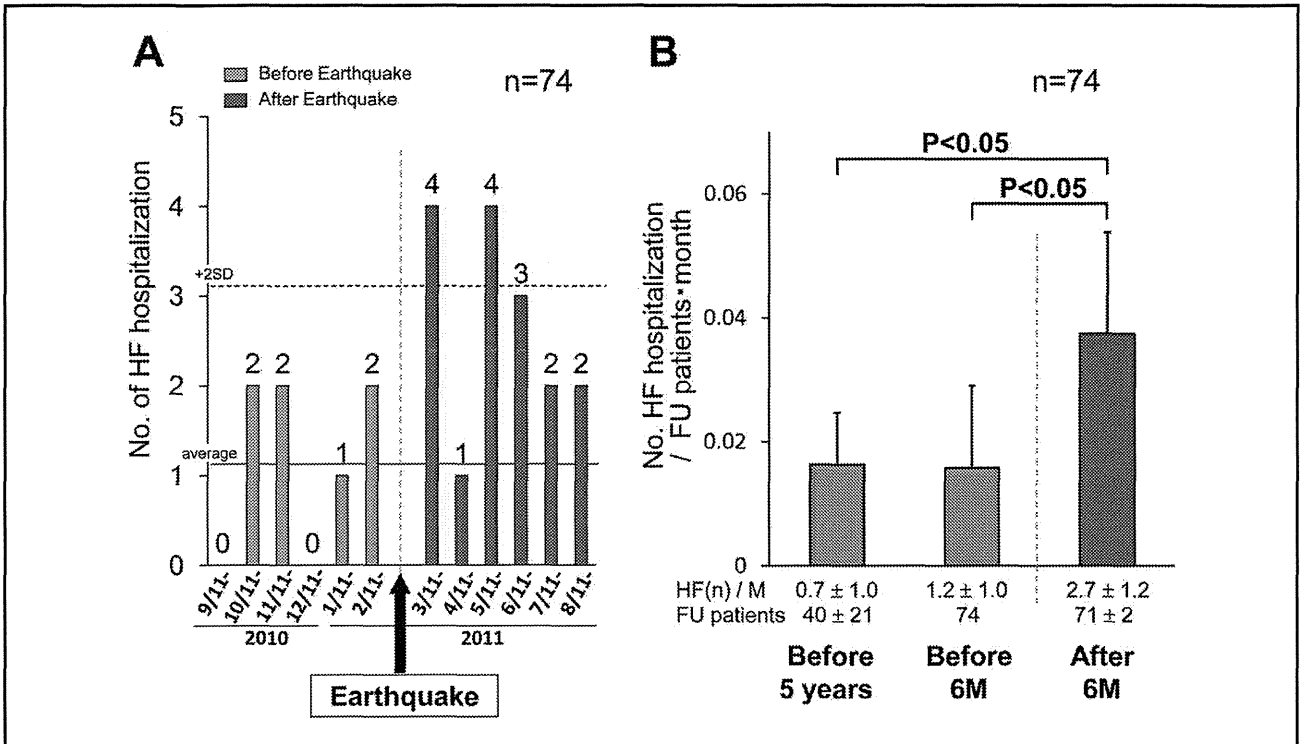 A
Before Earthquake
After Earthquake
n=74
No. of HF hospitalization
5
4
3
2
1
0
+2SD
average
0
2
2
0
1
2
4
1
4
3
2
2
9/11-
10/11-
11/11-
12/11-
1/11-
2/11-
3/11-
4/11-
5/11-
6/11-
7/11-
8/11-
2010
2011
Earthquake
B
n=74
P<0.05
P<0.05
No. HF hospitalization
/ FU patients・month
0.06
0.04
0.02
0
HF(n) / M 0.7 ± 1.0 1.2 ± 1.0 2.7 ± 1.2
FU patients 40 ± 21 74 71 ± 2
Before
5 years
Before
6M
After
6M